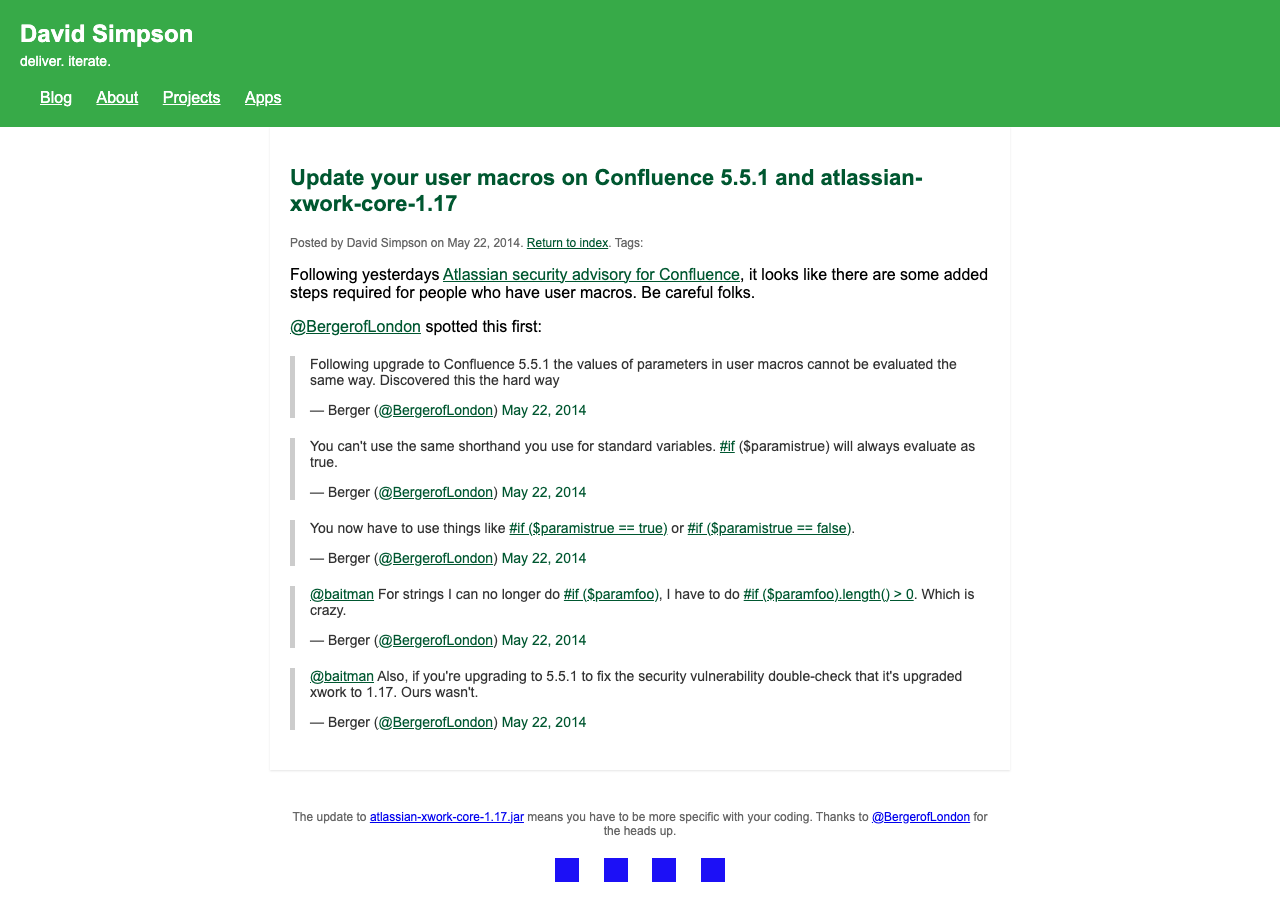 David Simpson
deliver. iterate.
Blog About Projects Apps
Update your user macros on Confluence 5.5.1 and atlassian-
xwork-core-1.17
Posted by David Simpson on May 22, 2014. Return to index. Tags:
Following yesterdays Atlassian security advisory for Confluence, it looks like there are some added
steps required for people who have user macros. Be careful folks.
@BergerofLondon spotted this first:
Following upgrade to Confluence 5.5.1 the values of parameters in user macros cannot be evaluated the
same way. Discovered this the hard way
— Berger (@BergerofLondon) May 22, 2014
You can't use the same shorthand you use for standard variables. #if ($paramistrue) will always evaluate as
true.
— Berger (@BergerofLondon) May 22, 2014
You now have to use things like #if ($paramistrue == true) or #if ($paramistrue == false).
— Berger (@BergerofLondon) May 22, 2014
@baitman For strings I can no longer do #if ($paramfoo), I have to do #if ($paramfoo).length() > 0. Which is
crazy.
— Berger (@BergerofLondon) May 22, 2014
@baitman Also, if you're upgrading to 5.5.1 to fix the security vulnerability double-check that it's upgraded
xwork to 1.17. Ours wasn't.
— Berger (@BergerofLondon) May 22, 2014
The update to atlassian-xwork-core-1.17.jar means you have to be more specific with your coding. Thanks to @BergerofLondon for
the heads up.